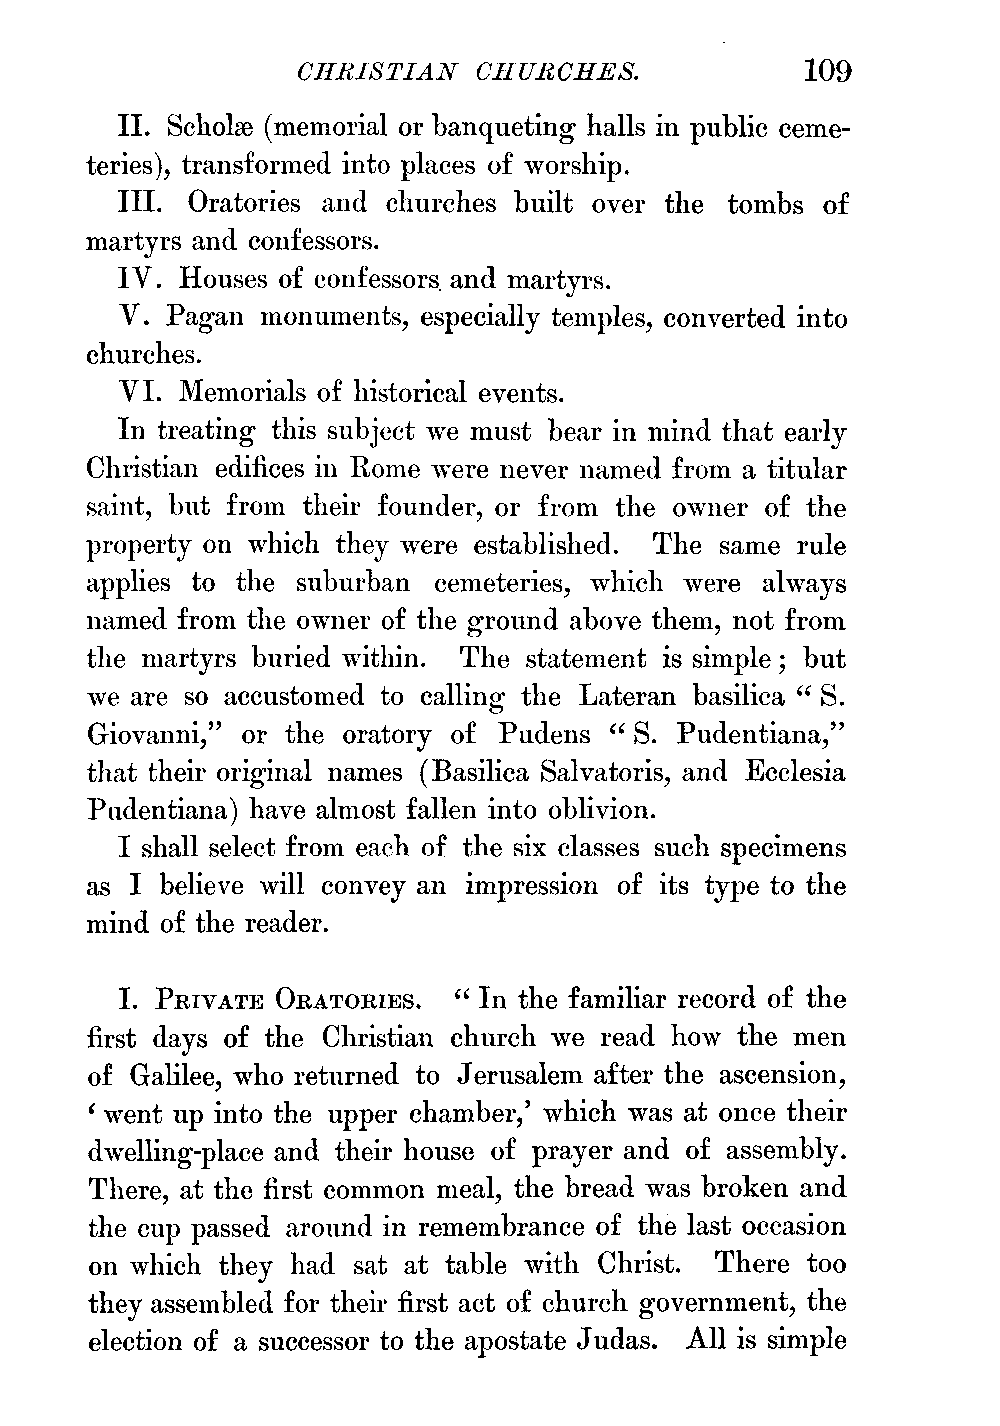 CHRISTIAN CHURCHES. 109
II. Scholæ (memorial or banqueting halls in public ceme-
teries), transformed into places of worship.
III. Oratories and churches built over the tombs of
martyrs and confessors.
IV. Houses of confessors and martyrs.
V. Pagan monuments, especially temples, converted into
churches.
VI. Memorials of historical events.
In treating this subject we must bear in mind that early
Christian edifices in Rome were never named from a titular
saint, but from their founder, or from the owner of the
property on which they were established. The same rule
applies to the suburban cemeteries, which were always
named from the owner of the ground above them, not from
the martyrs buried within. The statement is simple; but
we are so accustomed to calling the Lateran basilica “ S.
Giovanni,” or the oratory of Pudens “ S. Pudentiana,”
that their original names (Basilica Salvatoris, and Ecclesia
Pudentiana) have almost fallen into oblivion.
I shall select from each of the six classes such specimens
as I believe will convey an impression of its type to the
mind of the reader.
I. PRIVATE ORATORIES. “ In the familiar record of the
first days of the Christian church we read how the men
of Galilee, who returned to Jerusalem after the ascension,
‘ went up into the upper chamber,’ which was at once their
dwelling-place and their house of prayer and of assembly.
There, at the first common meal, the bread was broken and
the cup passed around in remembrance of the last occasion
on which they had sat at table with Christ. There too
they assembled for their first act of church government, the
election of a successor to the apostate Judas. All is simple